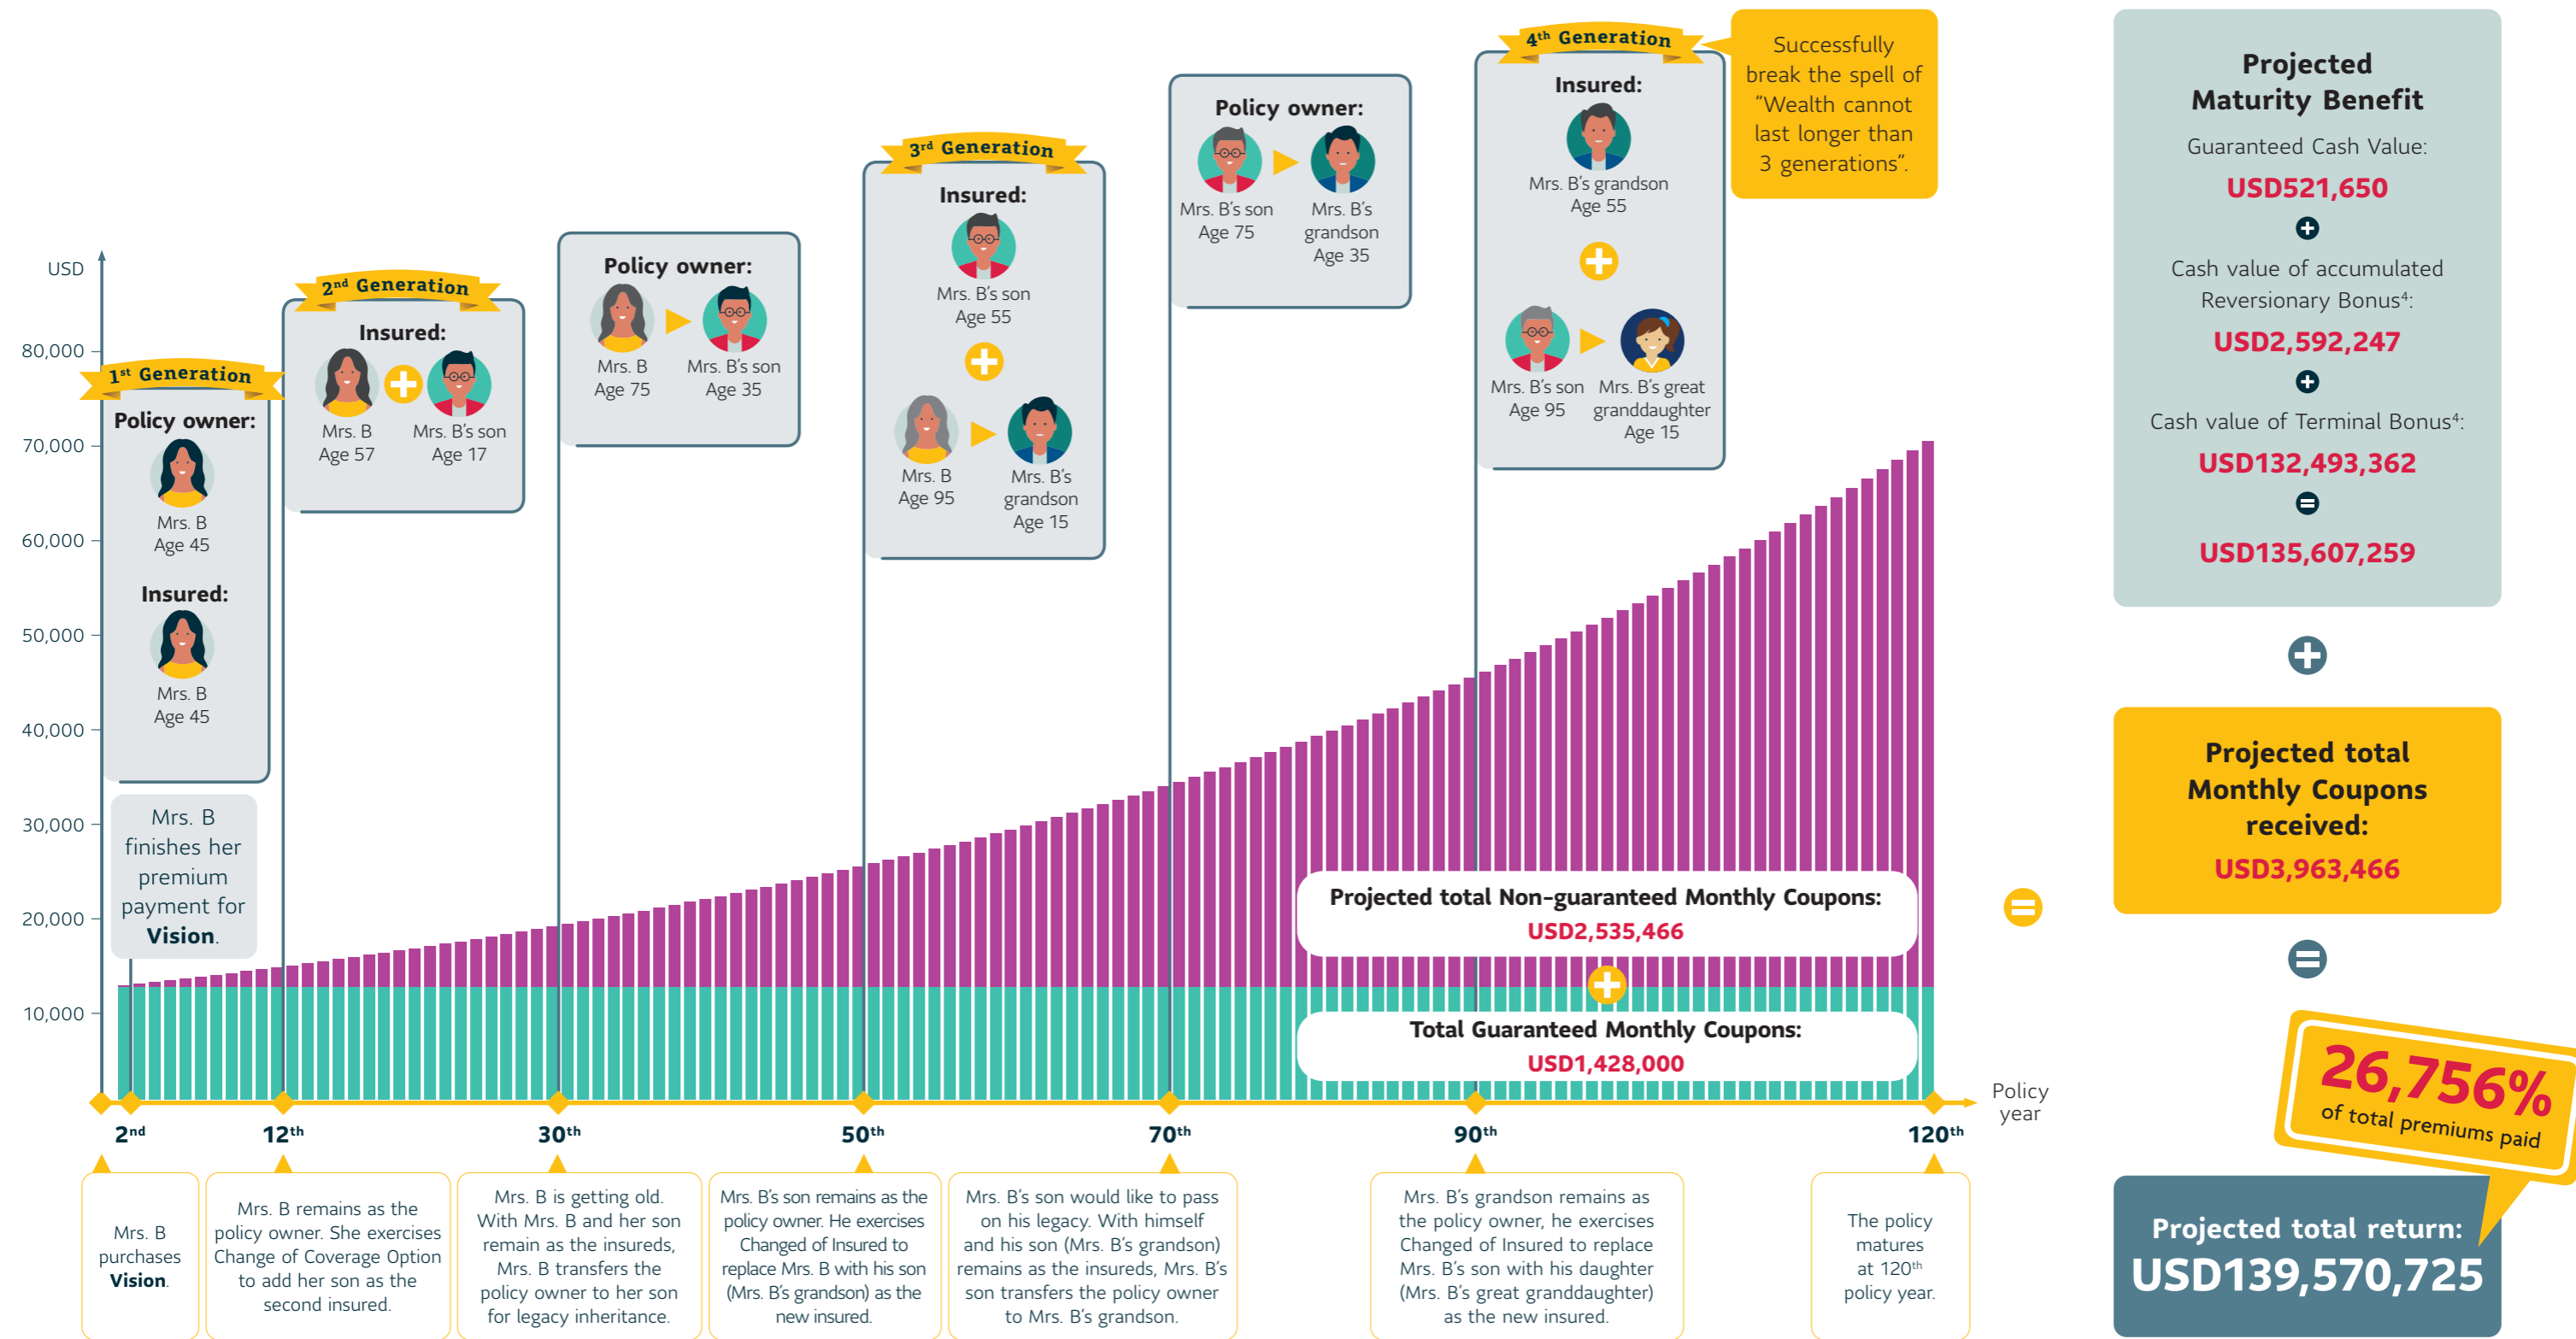 USD
80,000
70,000
60,000
50,000
40,000
30,000
20,000
10,000
1st Generation
Policy owner:
Mrs. B
Age 45
Insured:
Mrs. B
Age 45
Mrs. B
finishes her
premium
payment for
Vision.
2nd Generation
Insured:
Mrs. B
Age 57
Mrs. B's son
Age 17
Policy owner:
Mrs. B
Age 75
Mrs. B's son
Age 35
3rd Generation
Insured:
Mrs. B's son
Age 55
Mrs. B
Age 95
Mrs. B's
grandson
Age 15
Policy owner:
Mrs. B's son
Age 75
Mrs. B's
grandson
Age 35
4th Generation
Insured:
Mrs. B's grandson
Age 55
Mrs. B's son
Age 95
Mrs. B's great
granddaughter
Age 15
Successfully
break the spell of
"Wealth cannot
last longer than
3 generations".
Projected total Non-guaranteed Monthly Coupons:
USD2,535,466
Total Guaranteed Monthly Coupons:
USD1,428,000
Policy
year
2nd
12th
30th
50th
70th
90th
120th
Mrs. B
purchases
Vision.
Mrs. B remains as the
policy owner. She exercises
Change of Coverage Option
to add her son as the
second insured.
Mrs. B is getting old.
With Mrs. B and her son
remain as the insureds,
Mrs. B transfers the
policy owner to her son
for legacy inheritance.
Mrs. B's son remains as the
policy owner. He exercises
Changed of Insured to
replace Mrs. B with his son
(Mrs. B's grandson) as the
new insured.
Mrs. B's son would like to pass
on his legacy. With himself
and his son (Mrs. B's grandson)
remains as the insureds, Mrs. B's
son transfers the policy owner
to Mrs. B's grandson.
Mrs. B's grandson remains as
the policy owner, he exercises
Changed of Insured to replace
Mrs. B's son with his daughter
(Mrs. B's great granddaughter)
as the new insured.
The policy
matures
at 120th
policy year.
Projected
Maturity Benefit
Guaranteed Cash Value:
USD521,650
+
Cash value of accumulated
Reversionary Bonus4:
USD2,592,247
+
Cash value of Terminal Bonus4:
USD132,493,362
=
USD135,607,259
+
Projected total
Monthly Coupons
received:
USD3,963,466
=
26,756%
of total premiums paid
Projected total return:
USD139,570,725